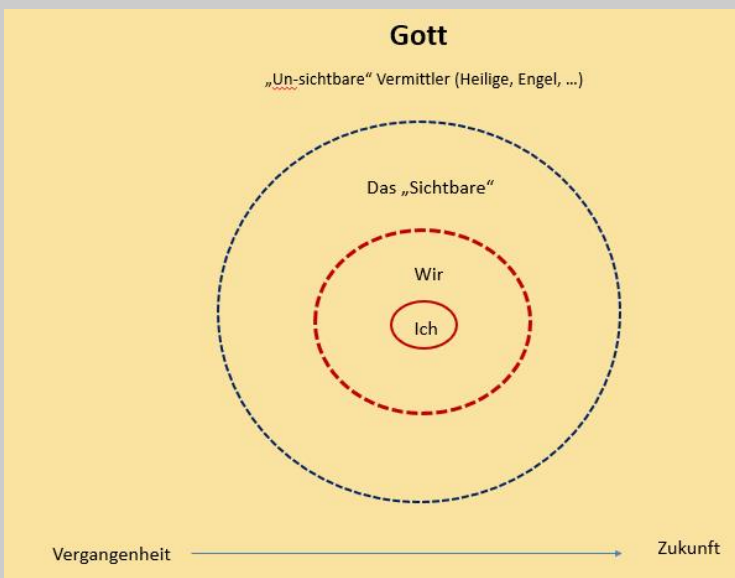 Gott
„Un-sichtbare“ Vermittler (Heilige, Engel, …)
Das „Sichtbare“
Wir
Ich
Vergangenheit
Zukunft